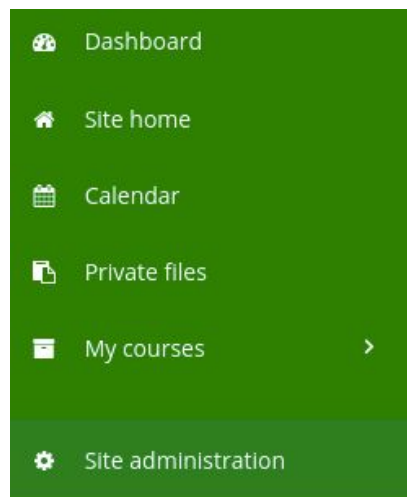 Dashboard
Site home
Calendar
Private files
My courses
Site administration